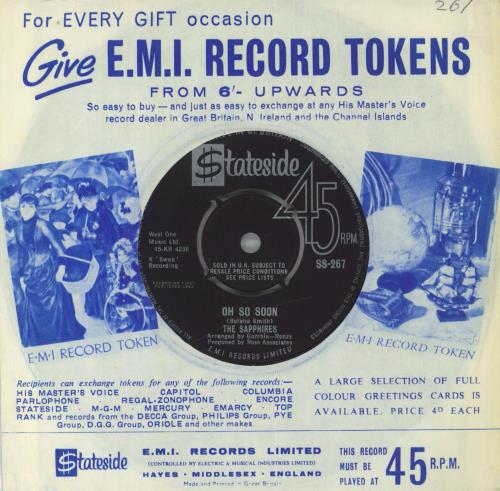 267
For EVERY GIFT occasion
Give E.M.I. RECORD TOKENS
FROM 6/- UPWARDS
So easy to buy — and just as easy to exchange at any His Master's Voice
record dealer in Great Britain, N. Ireland and the Channel Islands
$tateside
45 R.P.M.
West One
Music Ltd.
45-KR 4236
A 'Swan'
Recording
SOLD IN U.K. SUBJECT TO
RESALE PRICE CONDITIONS
SEE PRICE LISTS
SS-267
OH SO SOON
(Roland Smith)
THE SAPPHIRES
Arranged by Gamble-Renzy
Produced by Ross Associates
E.M.I. RECORDS LIMITED
E·M·I RECORD TOKEN
E·M·I RECORD TOKEN
Recipients can exchange tokens for any of the following records:—
HIS MASTER'S VOICE CAPITOL COLUMBIA
PARLOPHONE REGAL-ZONOPHONE ENCORE
STATESIDE - M-G-M MERCURY EMARCY TOP
RANK and records from the DECCA Group, PHILIPS Group, PYE
Group, D.G.G. Group, ORIOLE and other makes
A LARGE SELECTION OF FULL
COLOUR GREETINGS CARDS IS
AVAILABLE. PRICE 4D EACH
$tateside
E.M.I. RECORDS LIMITED
(CONTROLLED BY ELECTRIC & MUSICAL INDUSTRIES LIMITED)
HAYES · MIDDLESEX · ENGLAND
Made and Printed in Great Britain
THIS RECORD
MUST BE
PLAYED AT
45 R.P.M.